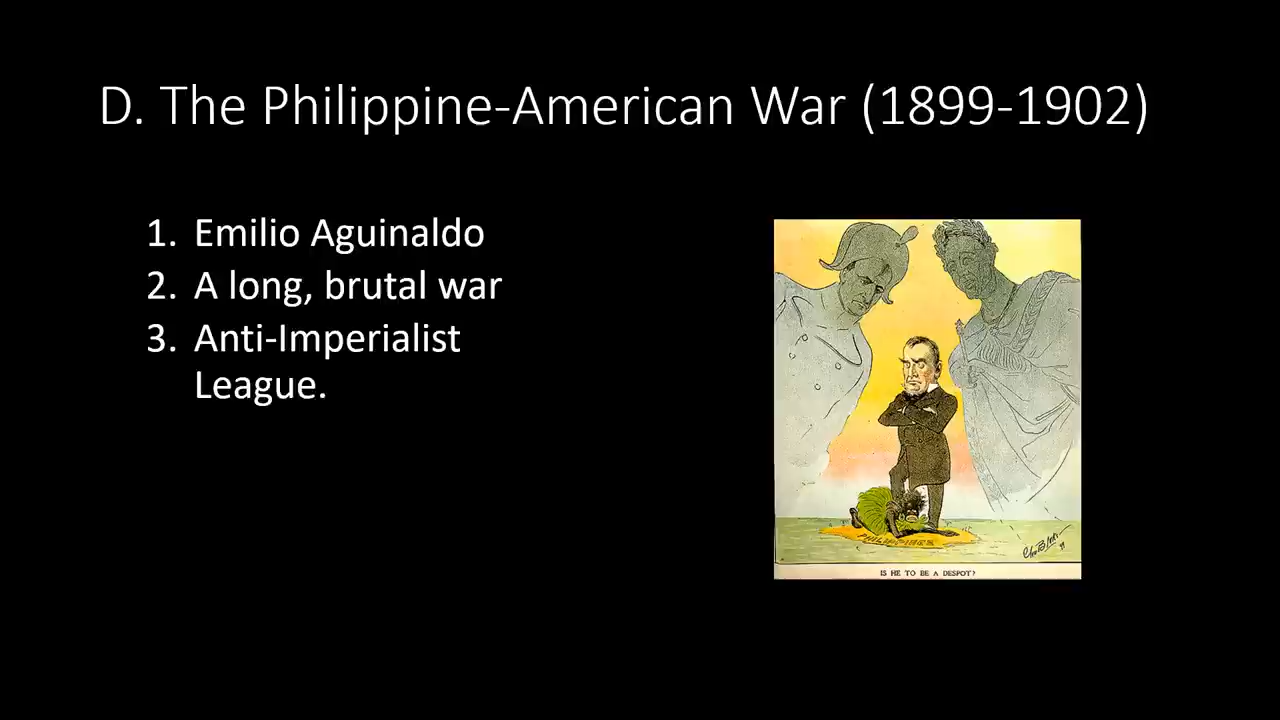 D. The Philippine-American War (1899-1902)
1. Emilio Aguinaldo
2. A long, brutal war
3. Anti-Imperialist
League.
PHILIPPINES
IS HE TO BE A DESPOT?